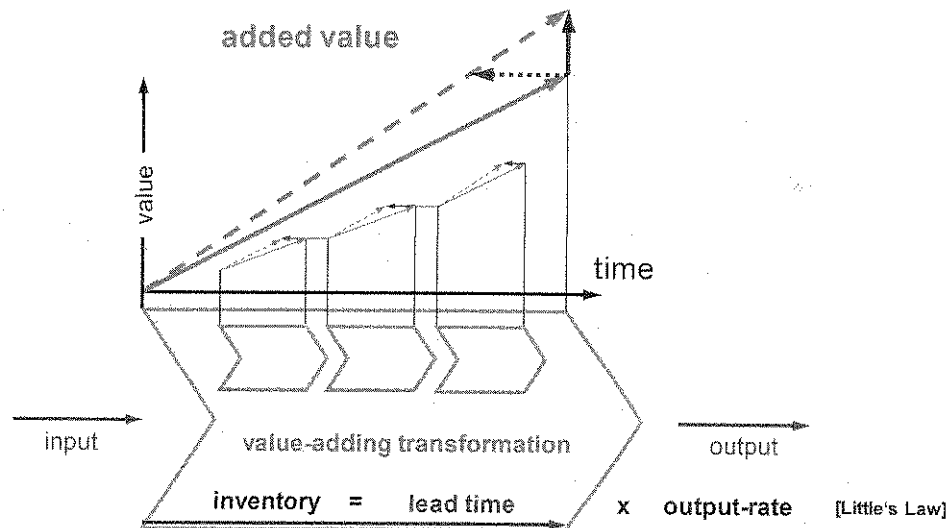 added value
value
time
input
value-adding transformation
output
inventory = lead time x output-rate [Little's Law]